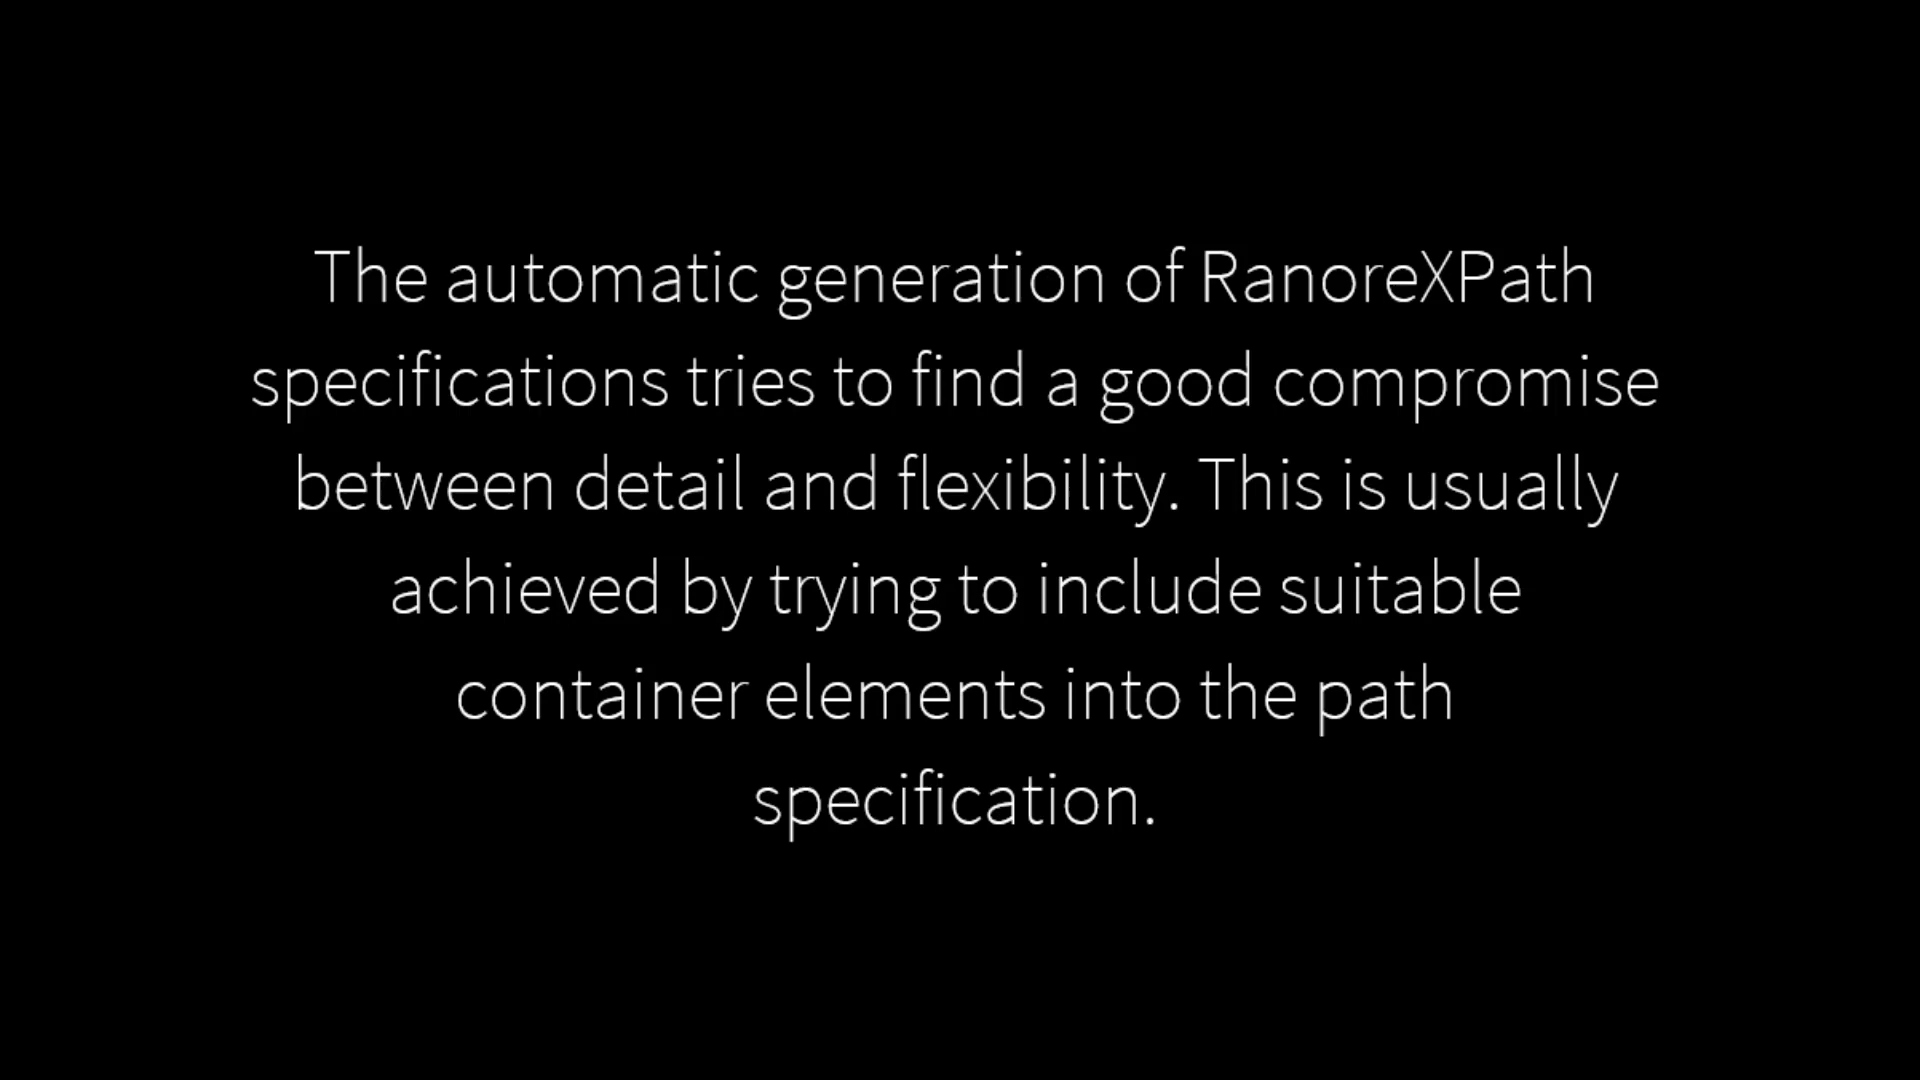 The automatic generation of RanoreXPath
specifications tries to find a good compromise
between detail and flexibility. This is usually
achieved by trying to include suitable
container elements into the path
specification.